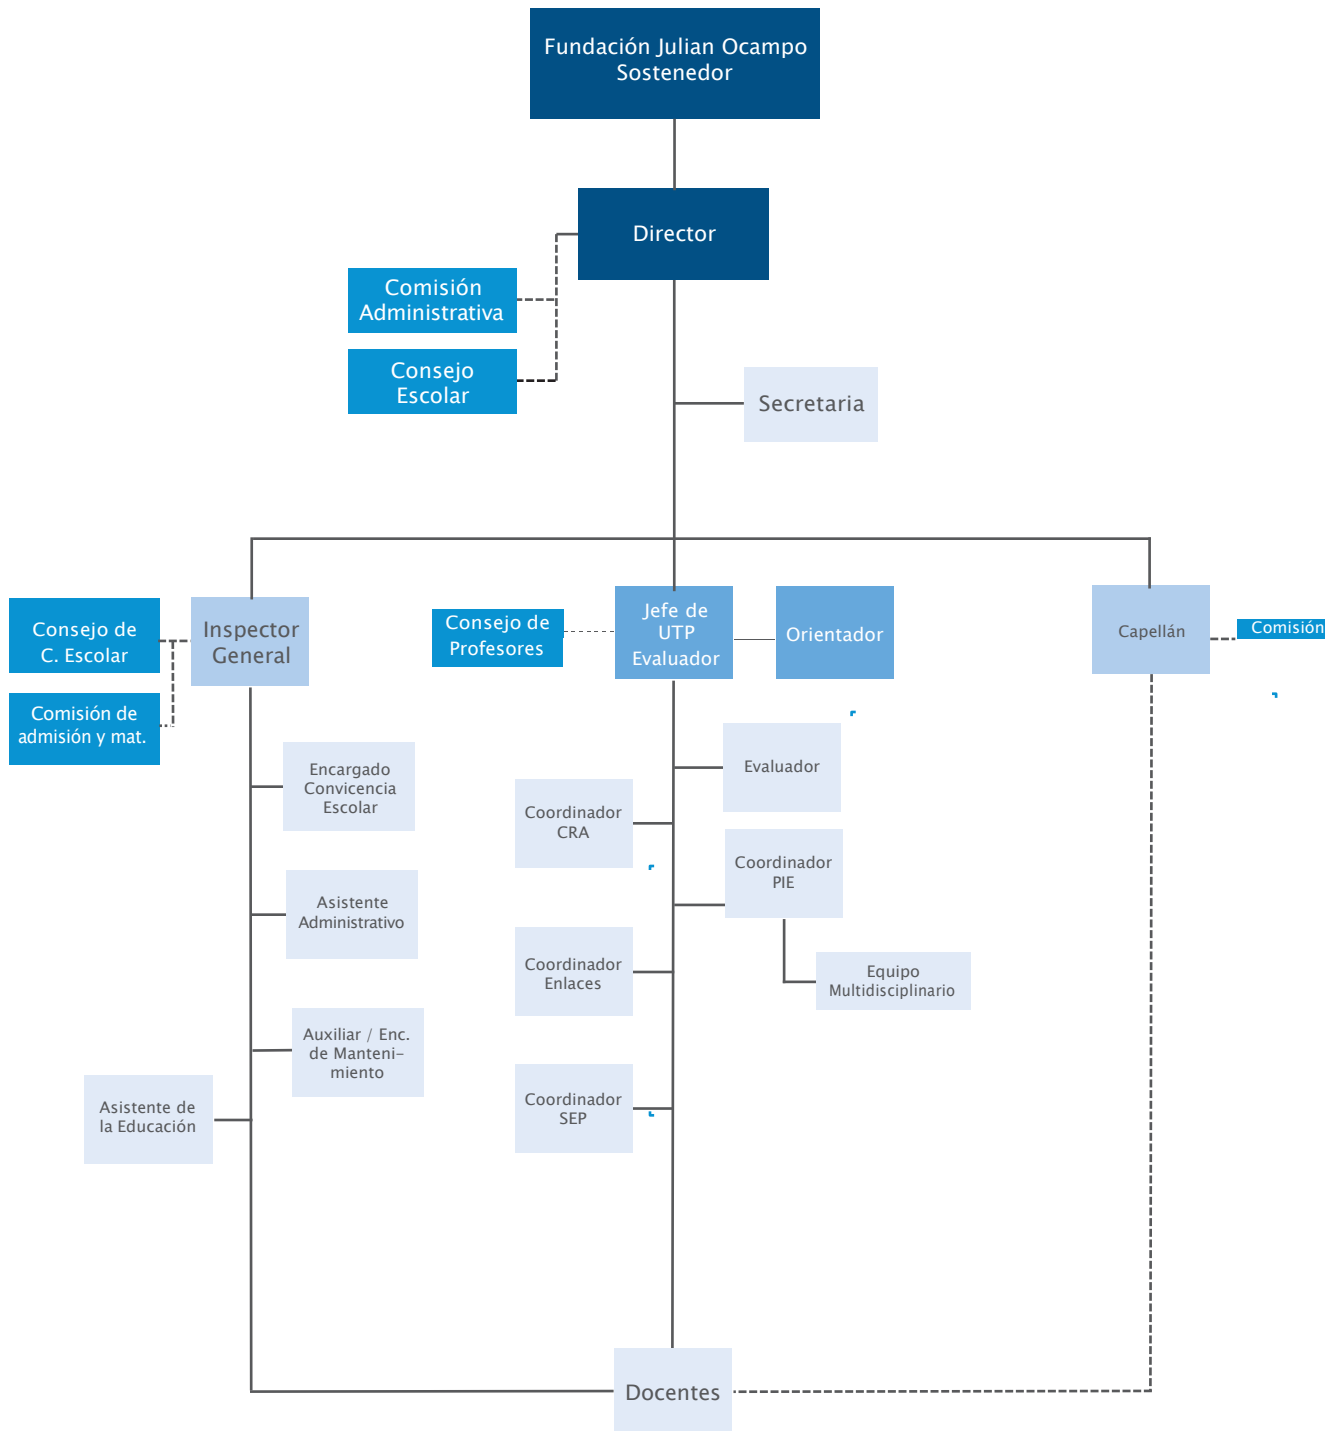 Fundación Julian Ocampo
Sostenedor
Director
Comisión
Administrativa
Consejo
Escolar
Secretaria
Consejo de
C. Escolar
Inspector
General
Consejo de
Profesores
Jefe de
UTP
Evaluador
Orientador
Capellán
Comisión
Comisión de
admisión y mat.
Encargado
Convicencia
Escolar
Evaluador
Coordinador
CRA
Coordinador
PIE
Asistente
Administrativo
Coordinador
Enlaces
Equipo
Multidisciplinario
Auxiliar / Enc.
de Manteni-
miento
Asistente de
la Educación
Coordinador
SEP
Docentes